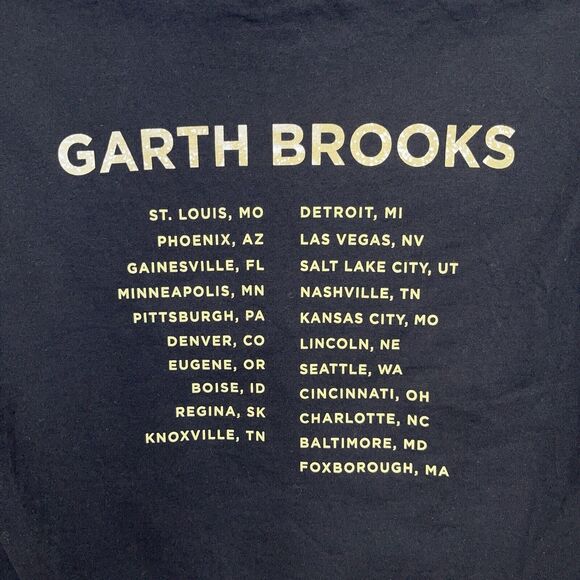 GARTH BROOKS
ST. LOUIS, MO
PHOENIX, AZ
GAINESVILLE, FL
MINNEAPOLIS, MN
PITTSBURGH, PA
DENVER, CO
EUGENE, OR
BOISE, ID
REGINA, SK
KNOXVILLE, TN
DETROIT, MI
LAS VEGAS, NV
SALT LAKE CITY, UT
NASHVILLE, TN
KANSAS CITY, MO
LINCOLN, NE
SEATTLE, WA
CINCINNATI, OH
CHARLOTTE, NC
BALTIMORE, MD
FOXBOROUGH, MA